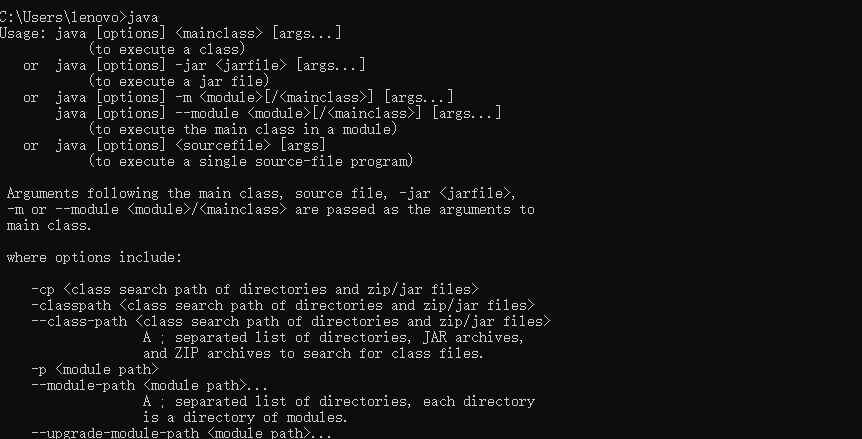 C:\Users\lenovo>java
Usage: java [options] <mainclass> [args...]
(to execute a class)
or java [options] -jar <jarfile> [args...]
(to execute a jar file)
or java [options] -m <module>[/<mainclass>] [args...]
java [options] --module <module>[/<mainclass>] [args...]
(to execute the main class in a module)
or java [options] <sourcefile> [args]
(to execute a single source-file program)
Arguments following the main class, source file, -jar <jarfile>,
-m or --module <module>/<mainclass> are passed as the arguments to
main class.
where options include:
-cp <class search path of directories and zip/jar files>
-classpath <class search path of directories and zip/jar files>
--class-path <class search path of directories and zip/jar files>
A ; separated list of directories, JAR archives,
and ZIP archives to search for class files.
-p <module path>
--module-path <module path>...
A ; separated list of directories, each directory
is a directory of modules.
--upgrade-module-path <module path>...